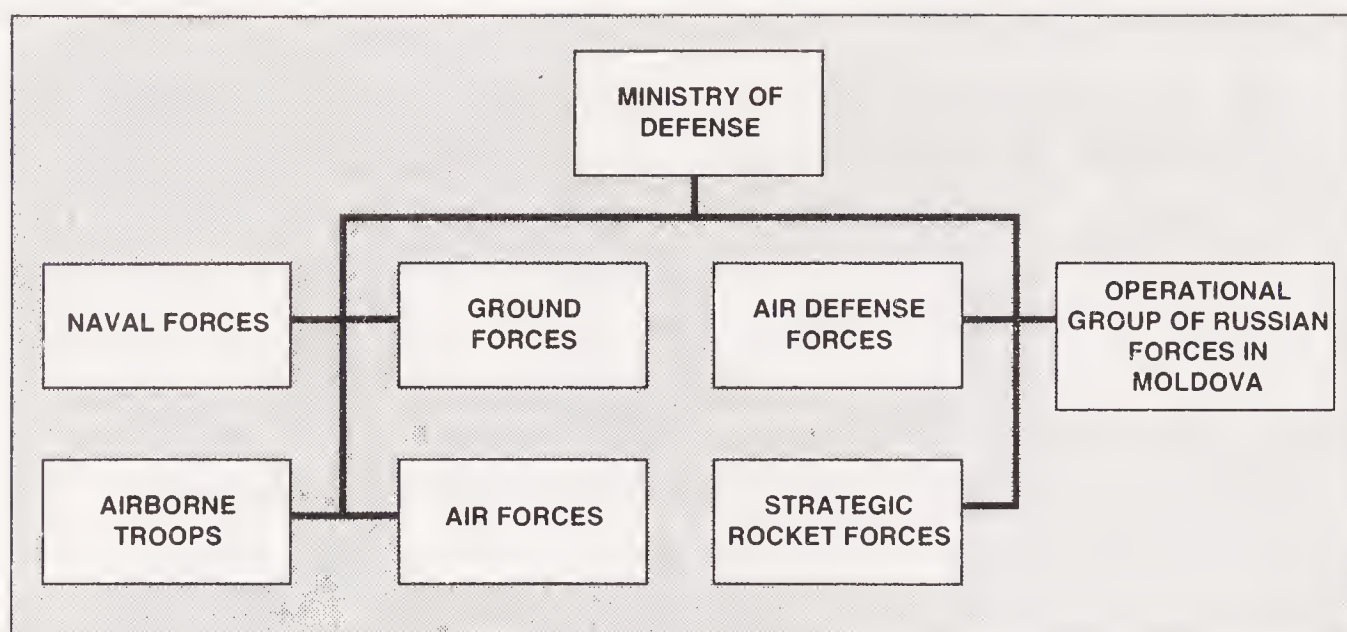 MINISTRY OF
DEFENSE
NAVAL FORCES
GROUND
FORCES
AIR DEFENSE
FORCES
OPERATIONAL
GROUP OF RUSSIAN
FORCES IN
MOLDOVA
AIRBORNE
TROOPS
AIR FORCES
STRATEGIC
ROCKET FORCES